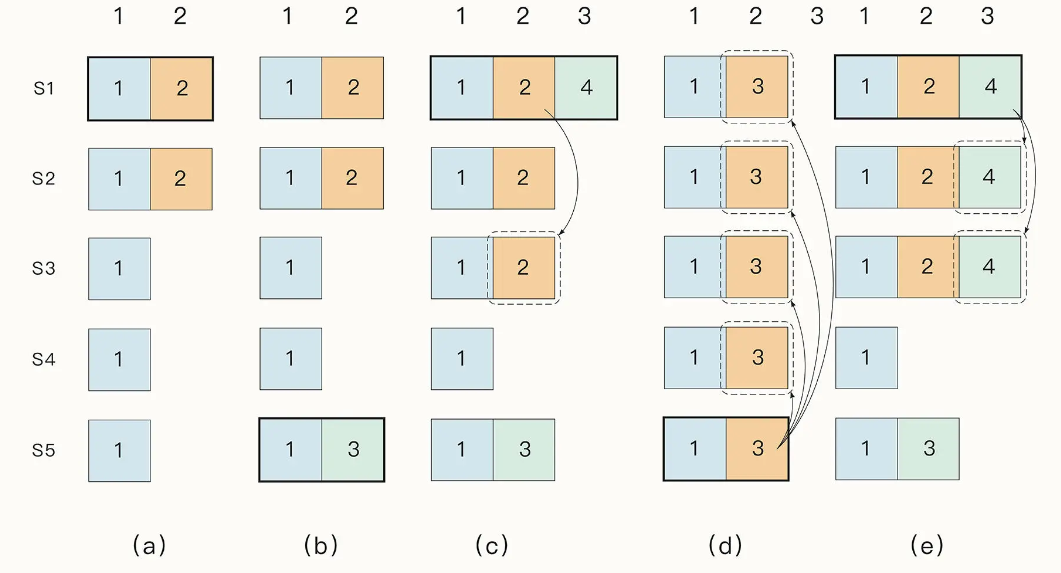 1 2 1 2 1 2 3 1 2 3 1 2 3
S1 1 2 1 2 1 2 4 1 3 1 2 4
S2 1 2 1 2 1 2 1 3 1 2 4
S3 1 1 1 2 1 3 1 2 4
S4 1 1 1 1 3 1
S5 1 1 3 1 3 1 3 1 3
(a) (b) (c) (d) (e)